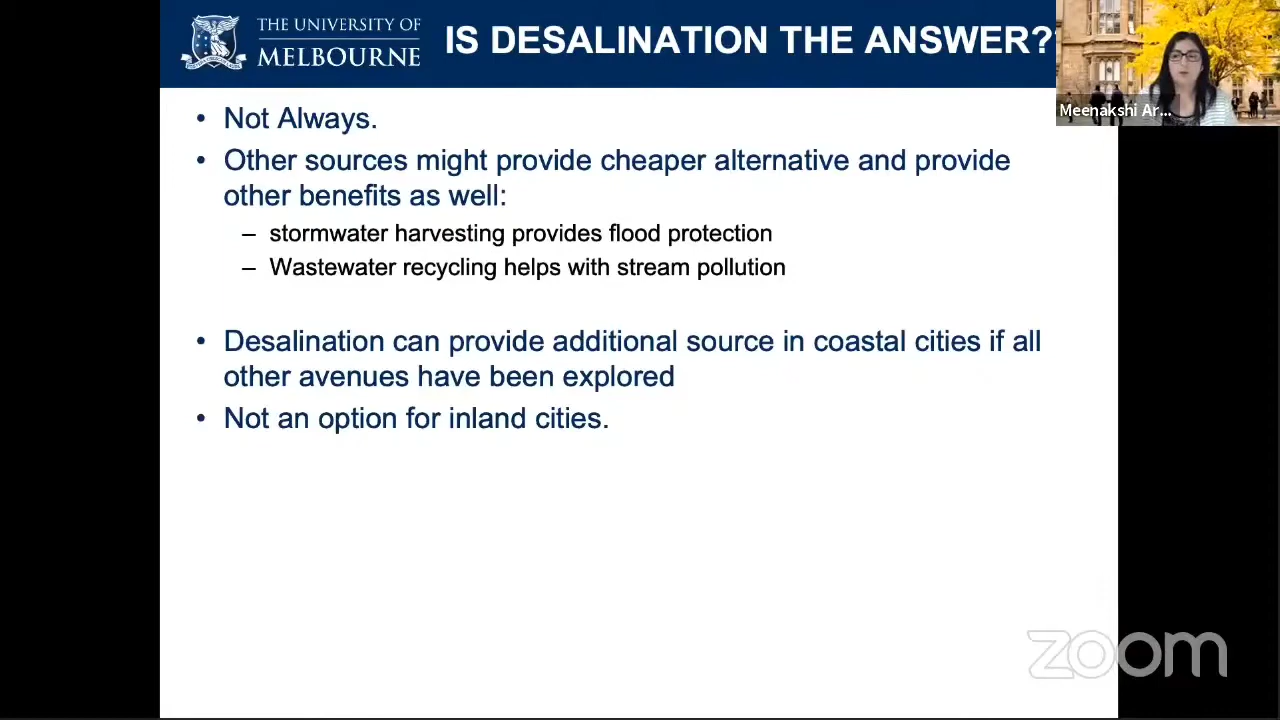 THE UNIVERSITY OF
MELBOURNE
IS DESALINATION THE ANSWER?
Meenakshi Ar...
• Not Always.
• Other sources might provide cheaper alternative and provide
other benefits as well:
– stormwater harvesting provides flood protection
– Wastewater recycling helps with stream pollution
• Desalination can provide additional source in coastal cities if all
other avenues have been explored
• Not an option for inland cities.
zoom